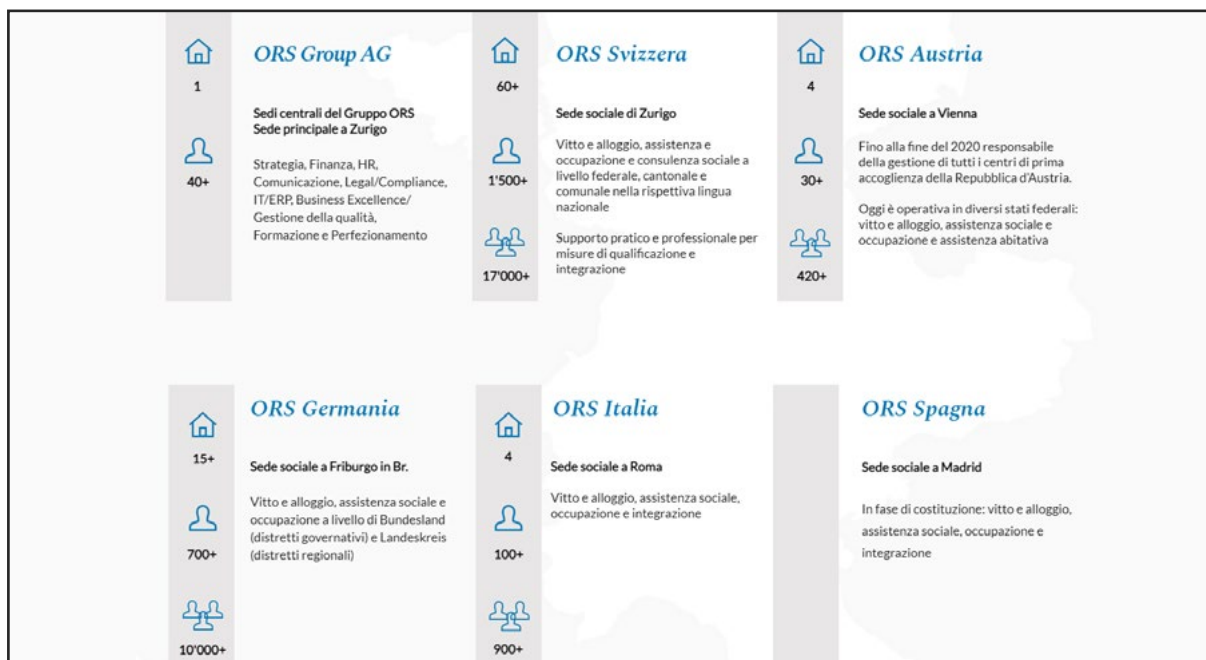 ORS Group AG
1
Sedi centrali del Gruppo ORS
Sede principale a Zurigo
40+
Strategia, Finanza, HR,
Comunicazione, Legal/Compliance,
IT/ERP, Business Excellence/
Gestione della qualità,
Formazione e Perfezionamento
ORS Svizzera
60+
Sede sociale di Zurigo
1'500+
Vitto e alloggio, assistenza e
occupazione e consulenza sociale a
livello federale, cantonale e
comunale nella rispettiva lingua
nazionale
17'000+
Supporto pratico e professionale per
misure di qualificazione e
integrazione
ORS Austria
4
Sede sociale a Vienna
30+
Fino alla fine del 2020 responsabile
della gestione di tutti i centri di prima
accoglienza della Repubblica d'Austria.
420+
Oggi è operativa in diversi stati federali:
vitto e alloggio, assistenza sociale e
occupazione e assistenza abitativa
ORS Germania
15+
Sede sociale a Friburgo in Br.
700+
Vitto e alloggio, assistenza sociale e
occupazione a livello di Bundesland
(distretti governativi) e Landeskreis
(distretti regionali)
10'000+
ORS Italia
4
Sede sociale a Roma
100+
Vitto e alloggio, assistenza sociale,
occupazione e integrazione
900+
ORS Spagna
Sede sociale a Madrid
In fase di costituzione: vitto e alloggio,
assistenza sociale, occupazione e
integrazione